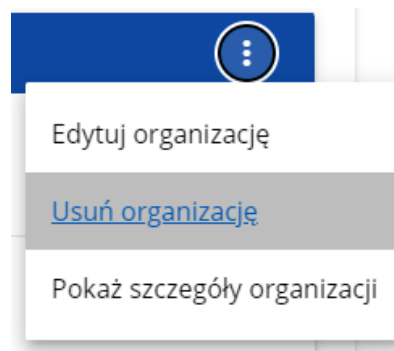 Edytuj organizację
Usuń organizację
Pokaż szczegóły organizacji